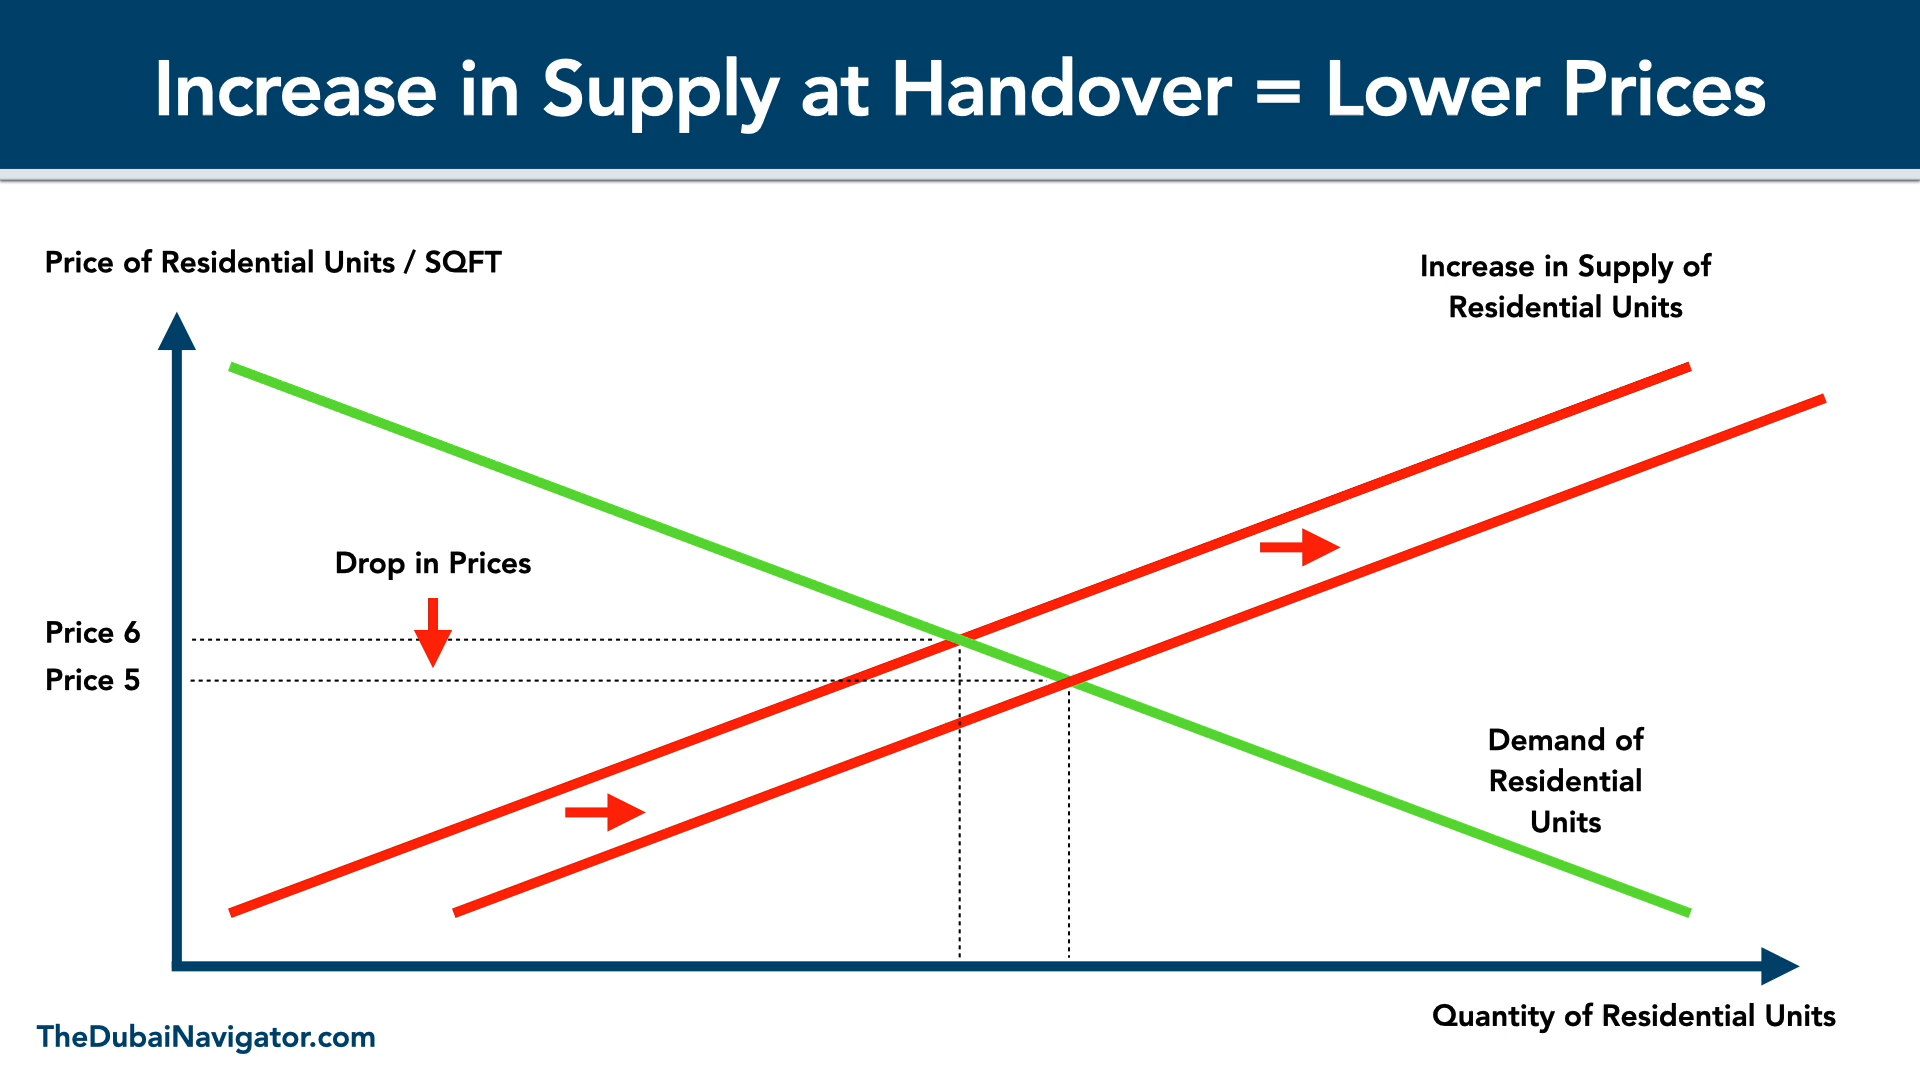 Increase in Supply at Handover = Lower Prices
Price of Residential Units / SQFT
Increase in Supply of
Residential Units
Drop in Prices
Price 6
Price 5
Demand of
Residential
Units
Quantity of Residential Units
TheDubaiNavigator.com